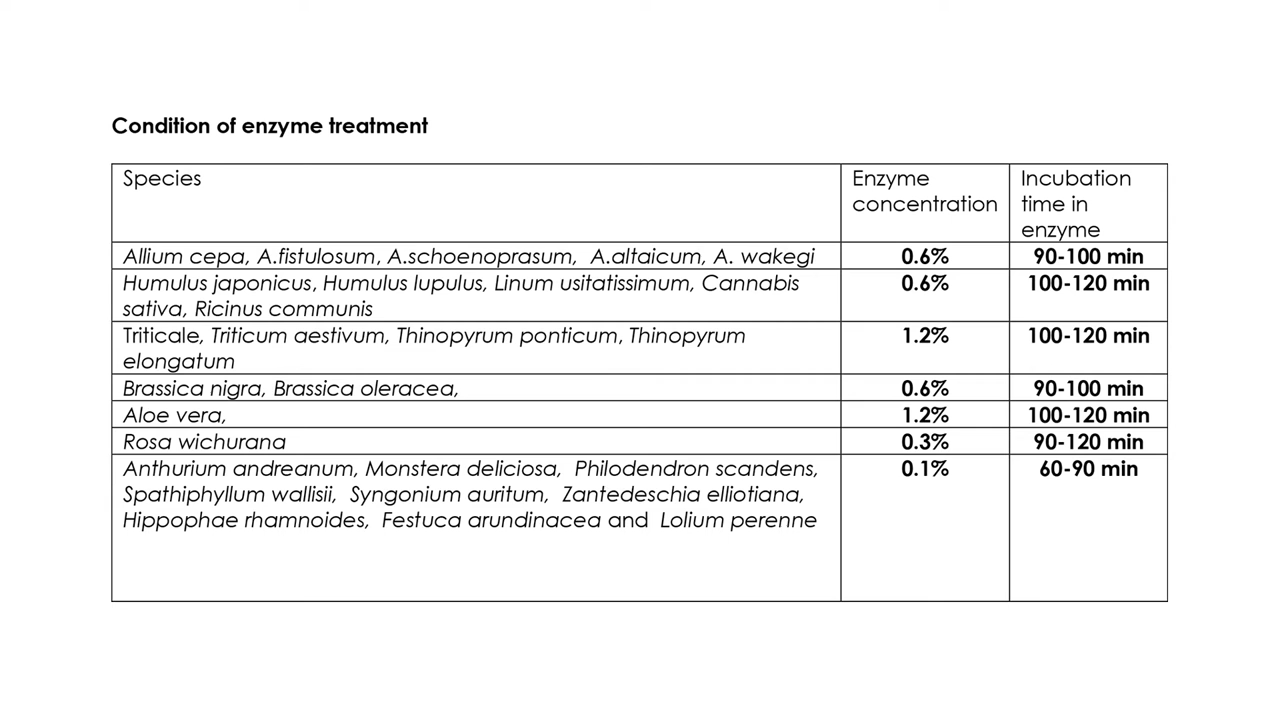 Condition of enzyme treatment
Species
Enzyme
concentration
Incubation
time in
enzyme
Allium cepa, A.fistulosum, A.schoenoprasum, A.altaicum, A. wakegi
0.6%
90-100 min
Humulus japonicus, Humulus lupulus, Linum usitatissimum, Cannabis
sativa, Ricinus communis
0.6%
100-120 min
Triticale, Triticum aestivum, Thinopyrum ponticum, Thinopyrum
elongatum
1.2%
100-120 min
Brassica nigra, Brassica oleracea,
0.6%
90-100 min
Aloe vera,
1.2%
100-120 min
Rosa wichurana
0.3%
90-120 min
Anthurium andreanum, Monstera deliciosa, Philodendron scandens,
Spathiphyllum wallisii, Syngonium auritum, Zantedeschia elliotiana,
Hippophae rhamnoides, Festuca arundinacea and Lolium perenne
0.1%
60-90 min